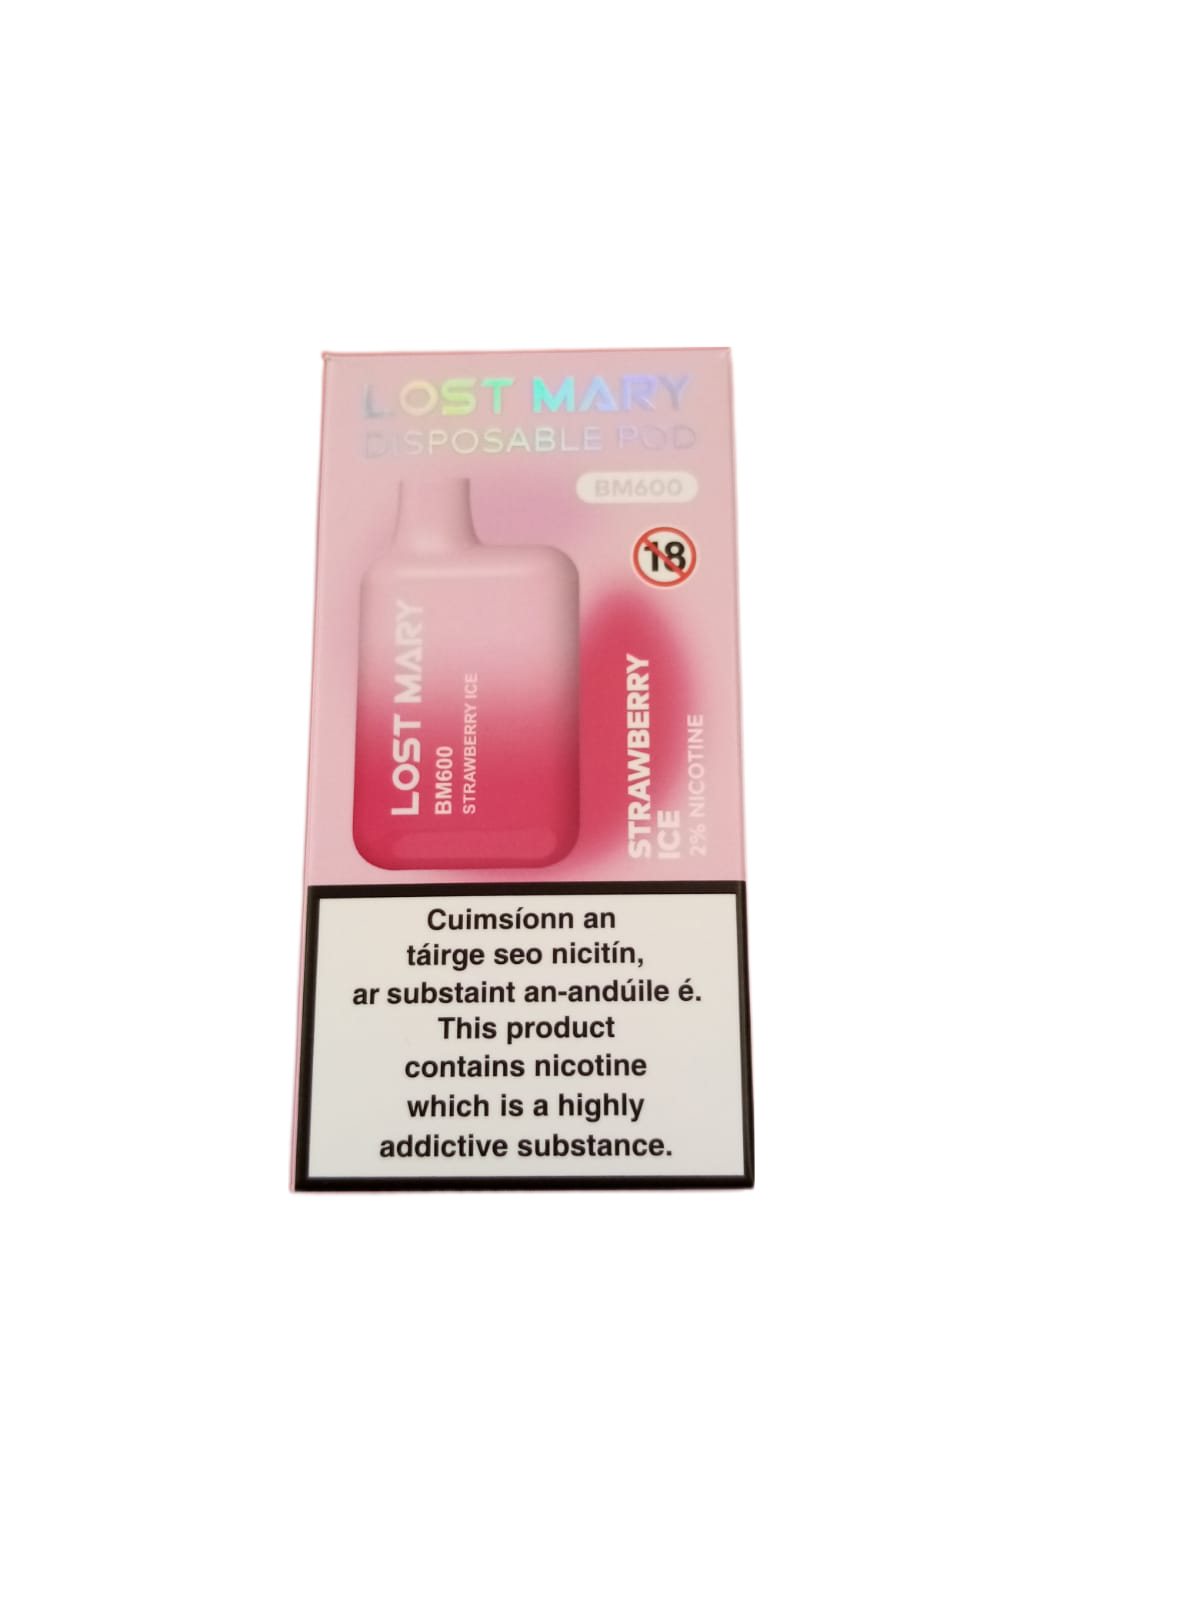 LOST MARY
DISPOSABLE POD
BM600
18
LOST MARY
BM600
STRAWBERRY ICE
STRAWBERRY
ICE
2% NICOTINE
Cuimsíonn an
táirge seo nicitín,
ar substaint an-andúile é.
This product
contains nicotine
which is a highly
addictive substance.